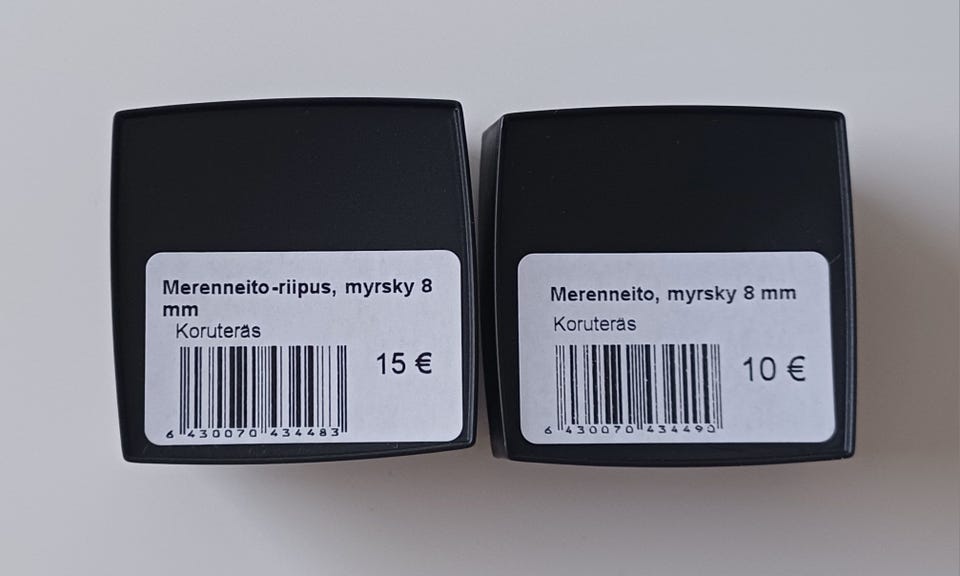 Merenneito-riipus, myrsky 8
mm
Koruteräs
15 €
6 430070 434483
Merenneito, myrsky 8 mm
Koruteräs
10 €
6 430070 434490